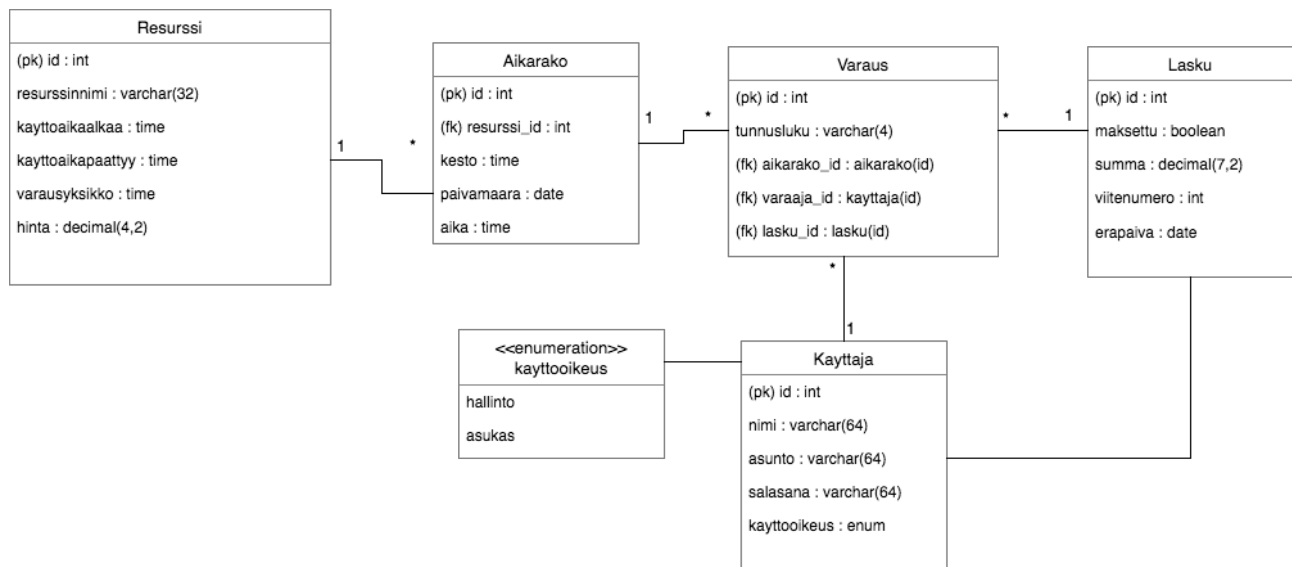 Resurssi
(pk) id : int
resurssinnimi : varchar(32)
kayttoaikaalkaa : time
kayttoaikapaattyy : time
varausyksikko : time
hinta : decimal(4,2)
1
*
Aikarako
(pk) id : int
(fk) resurssi_id : int
kesto : time
paivamaara : date
aika : time
1
*
Varaus
(pk) id : int
tunnusluku : varchar(4)
(fk) aikarako_id : aikarako(id)
(fk) varaaja_id : kayttaja(id)
(fk) lasku_id : lasku(id)
*
1
Lasku
(pk) id : int
maksettu : boolean
summa : decimal(7,2)
viitenumero : int
erapaiva : date
*
1
<<enumeration>>
kayttooikeus
hallinto
asukas
Kayttaja
(pk) id : int
nimi : varchar(64)
asunto : varchar(64)
salasana : varchar(64)
kayttooikeus : enum